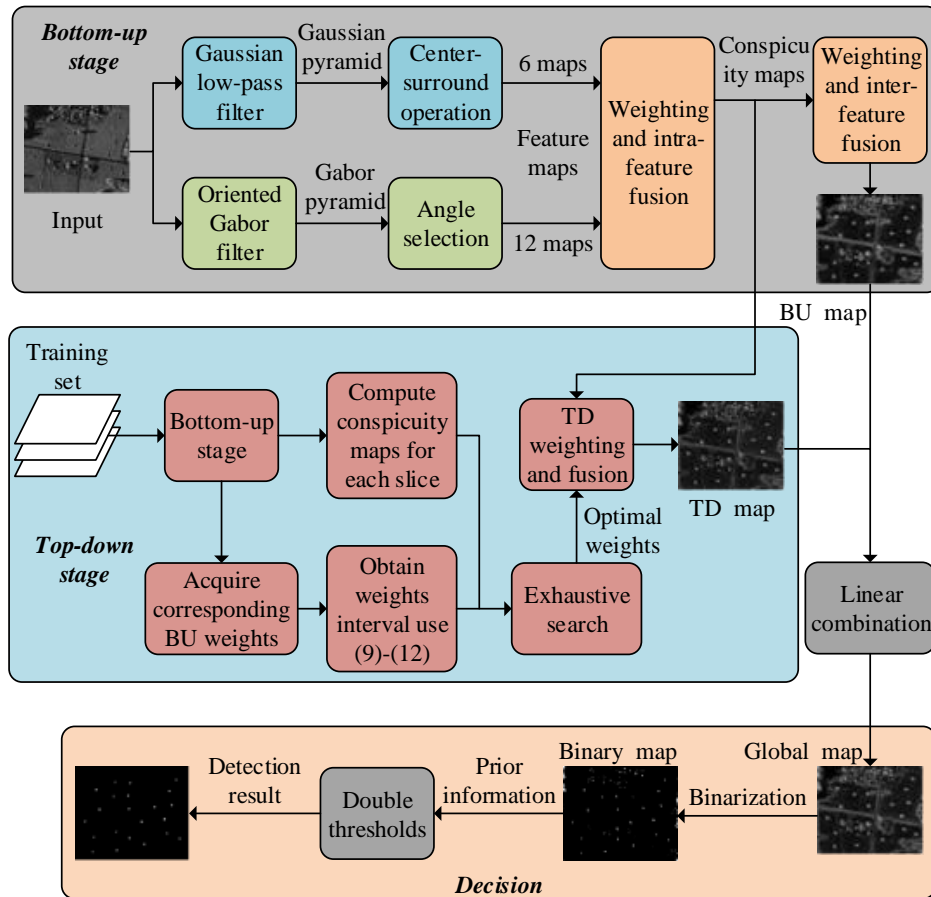 Bottom-up
stage
Input
Gaussian
low-pass
filter
Gaussian
pyramid
Center-
surround
operation
6 maps
Feature
maps
12 maps
Oriented
Gabor
filter
Gabor
pyramid
Angle
selection
Weighting
and intra-
feature
fusion
Conspicu
ity maps
Weighting
and inter-
feature
fusion
BU map
Training
set
Bottom-up
stage
Compute
conspicuity
maps for
each slice
TD
weighting
and fusion
TD map
Optimal
weights
Top-down
stage
Acquire
corresponding
BU weights
Obtain
weights
interval use
(9)-(12)
Exhaustive
search
Linear
combination
Global map
Binarization
Binary map
Prior
information
Double
thresholds
Detection
result
Decision